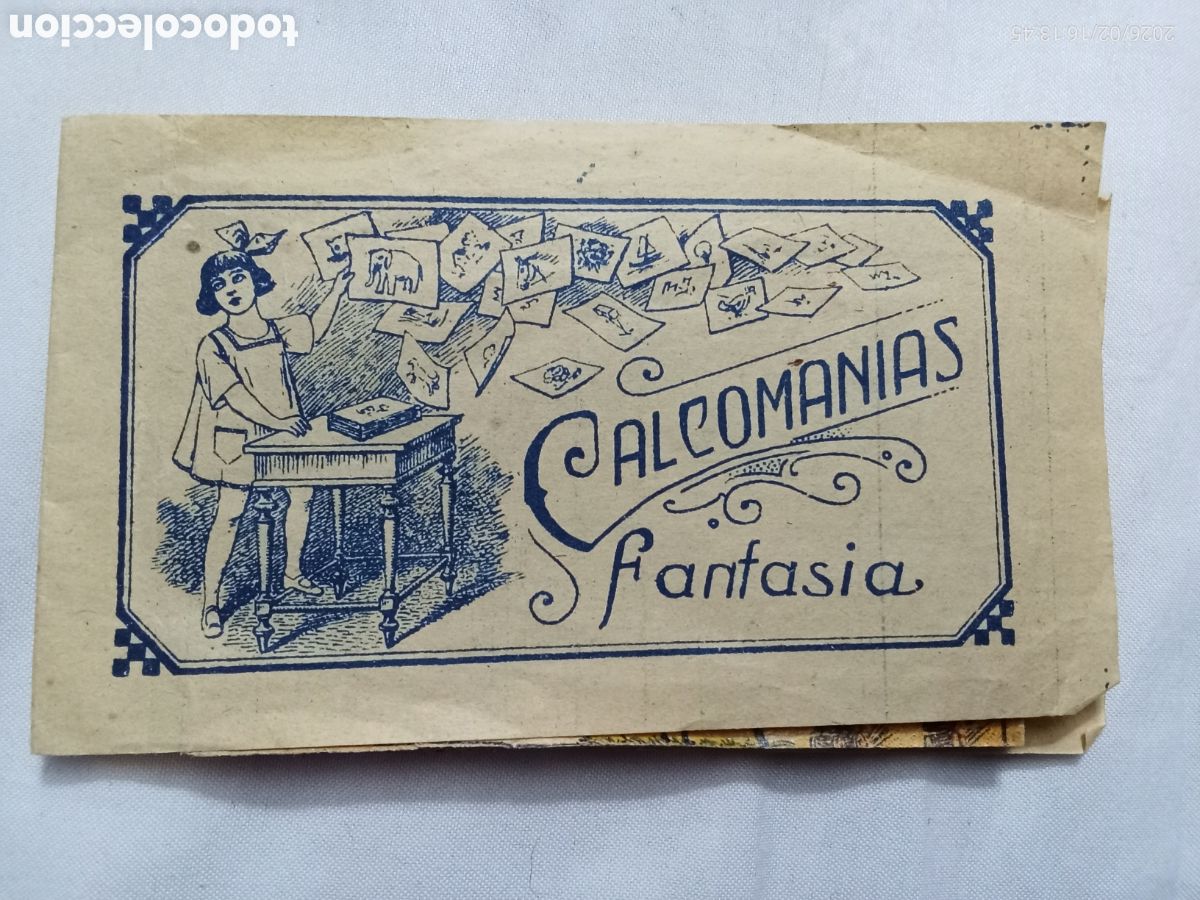 todocoleccion
2026/02/16 13:45
CALCOMANIAS
Fantasia